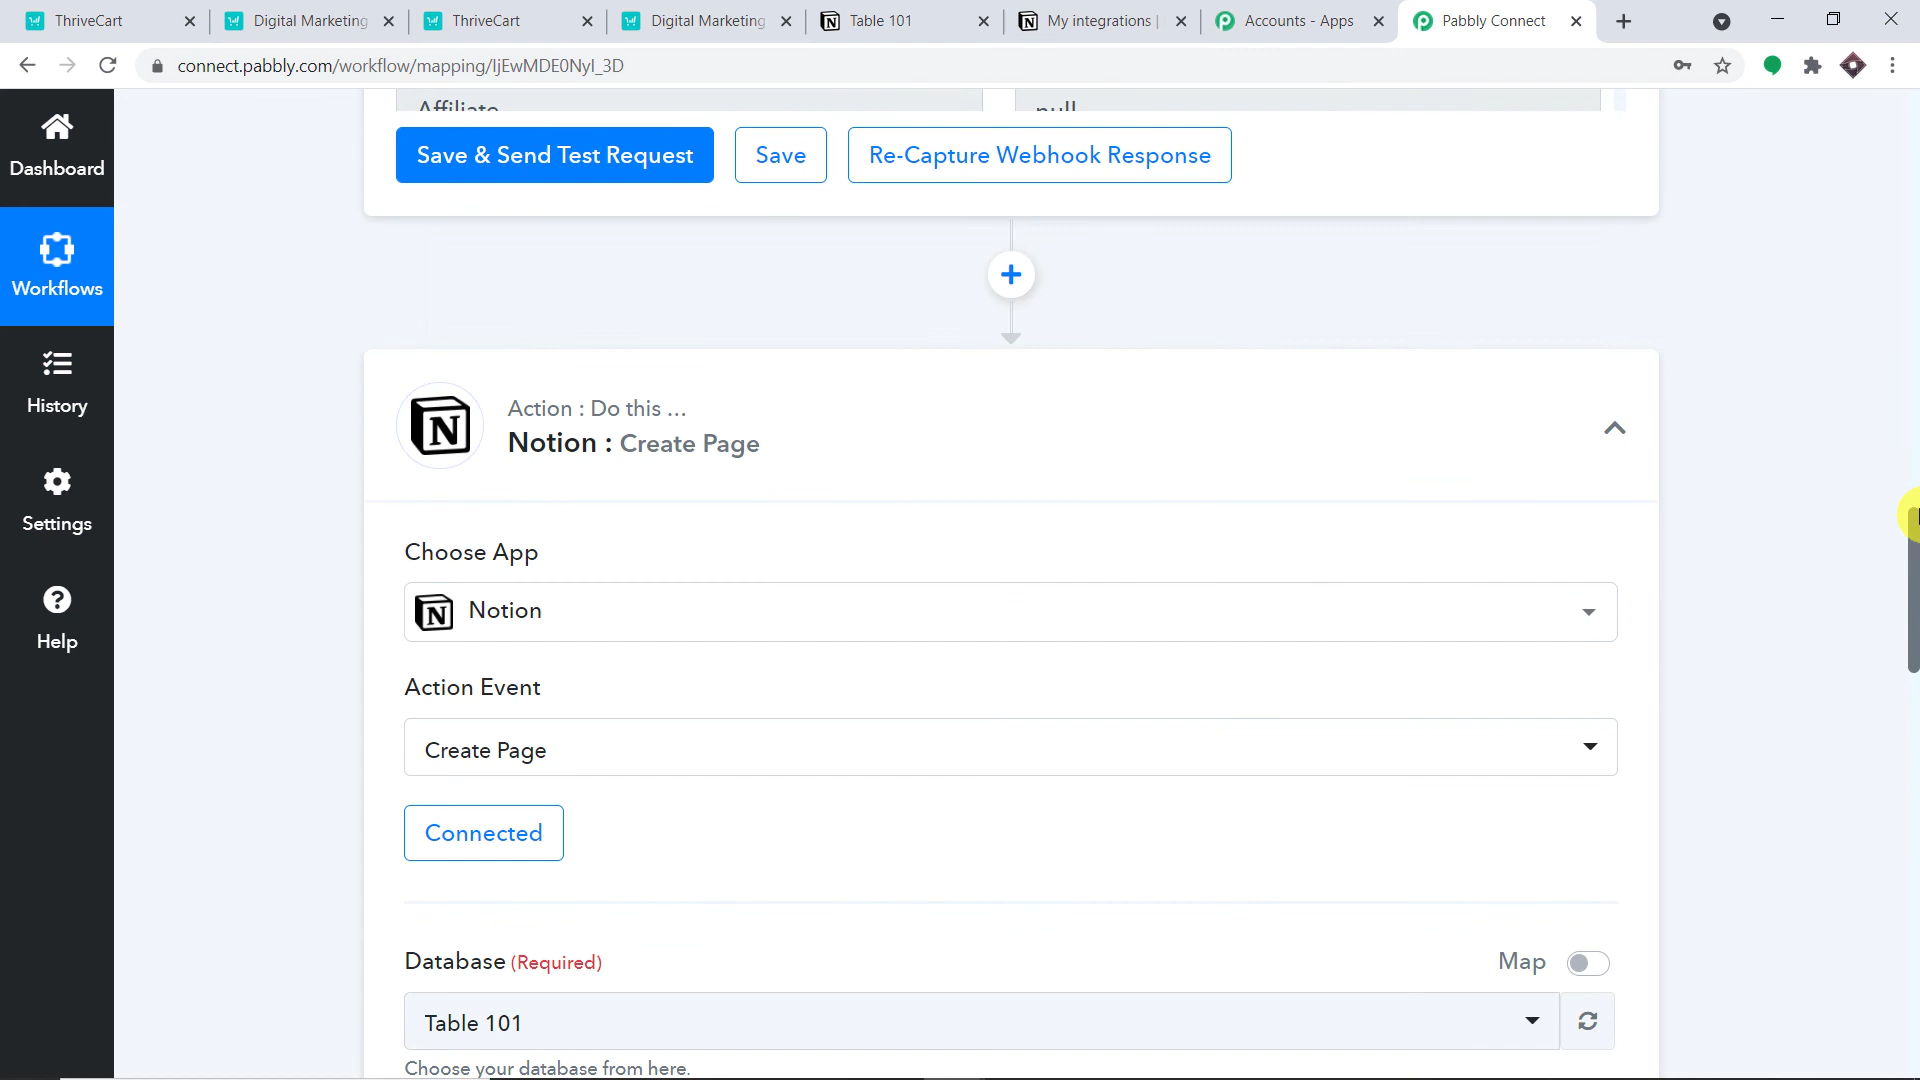 ThriveCart
Digital Marketing
ThriveCart
Digital Marketing
Table 101
My integrations |
Accounts - Apps
Pabbly Connect
connect.pabbly.com/workflow/mapping/IjEwMDE0NyI_3D
Affiliate
null
Save & Send Test Request
Save
Re-Capture Webhook Response
Dashboard
Workflows
History
Settings
Help
Action : Do this ...
Notion : Create Page
Choose App
Notion
Action Event
Create Page
Connected
Database (Required)
Map
Table 101
Choose your database from here.